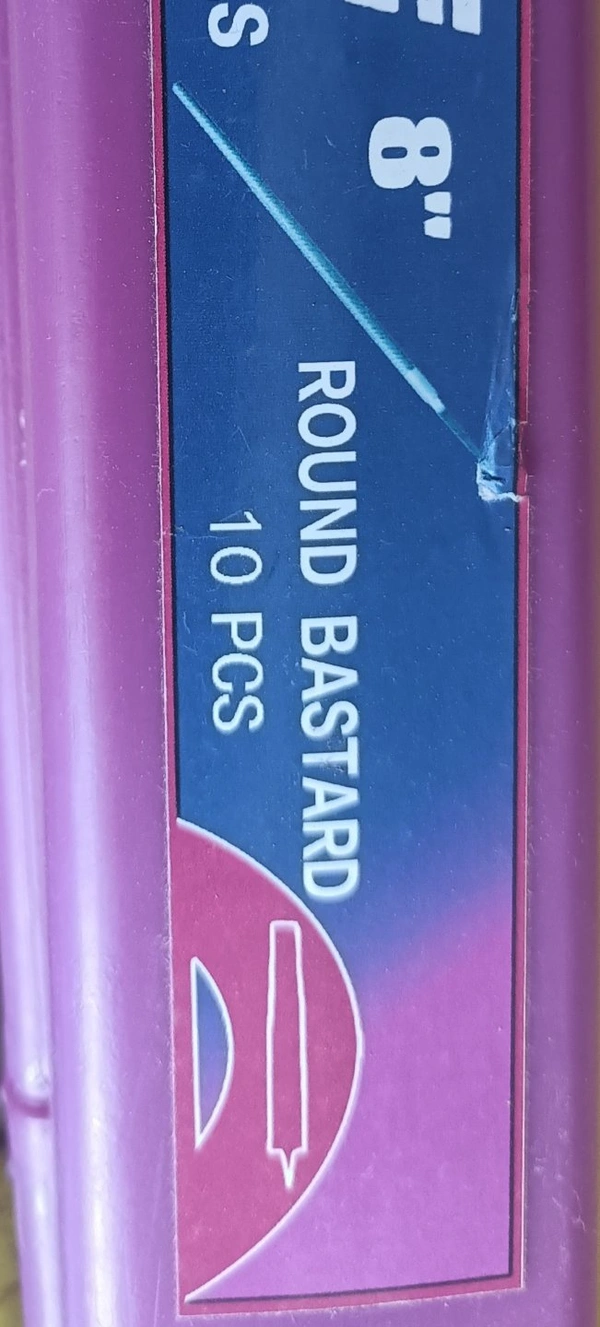 8"
ROUND BASTARD
10 PCS